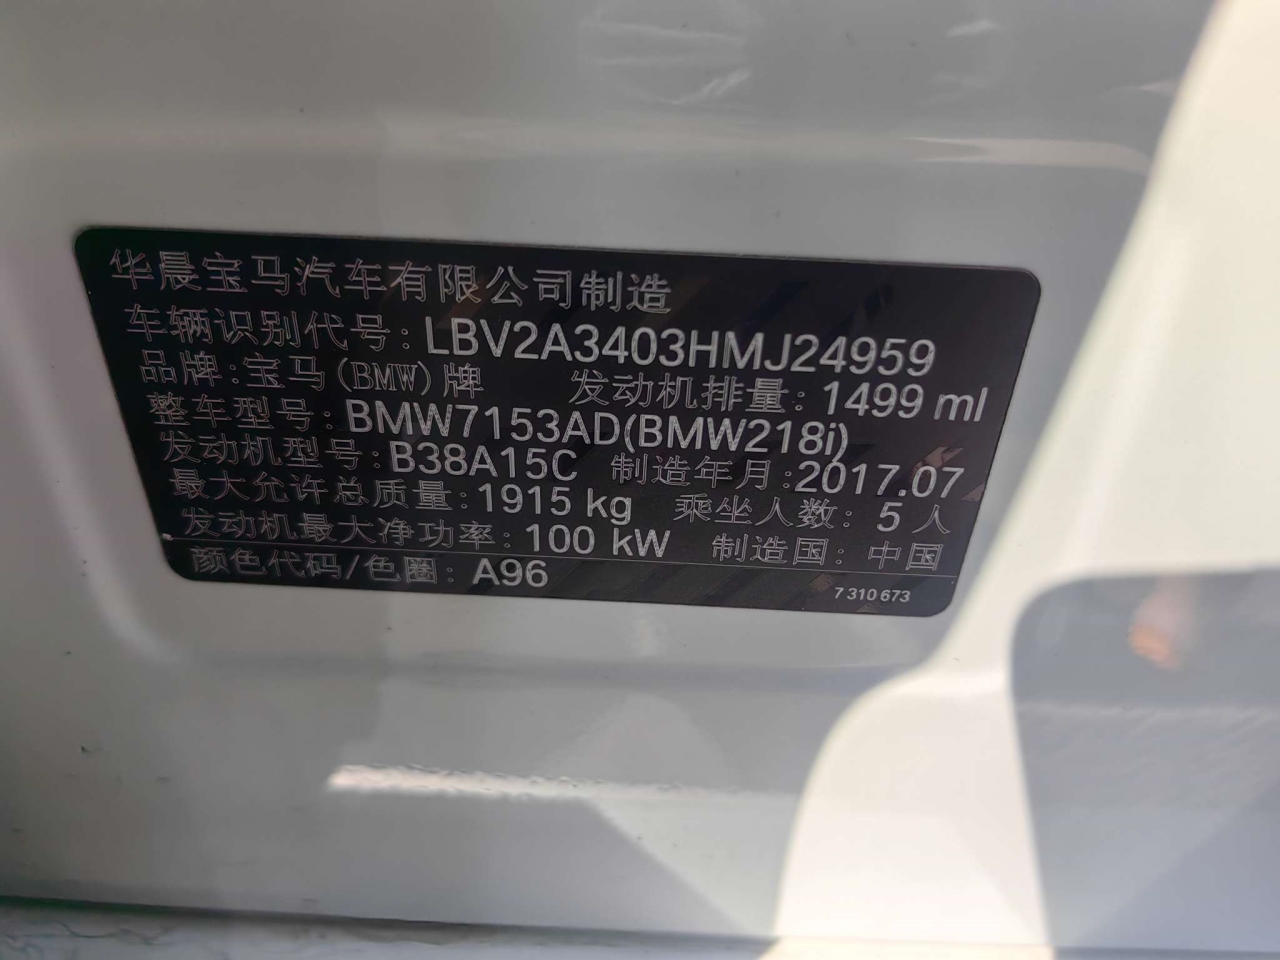 华晨宝马汽车有限公司制造
车辆识别代号: LBV2A3403HMJ24959
品牌: 宝马(BMW)牌 发动机排量: 1499 ml
整车型号: BMW7153AD(BMW218i)
发动机型号: B38A15C 制造年月: 2017.07
最大允许总质量: 1915 kg 乘坐人数: 5 人
发动机最大净功率: 100 kW 制造国: 中国
颜色代码/色圈: A96 7 310 673